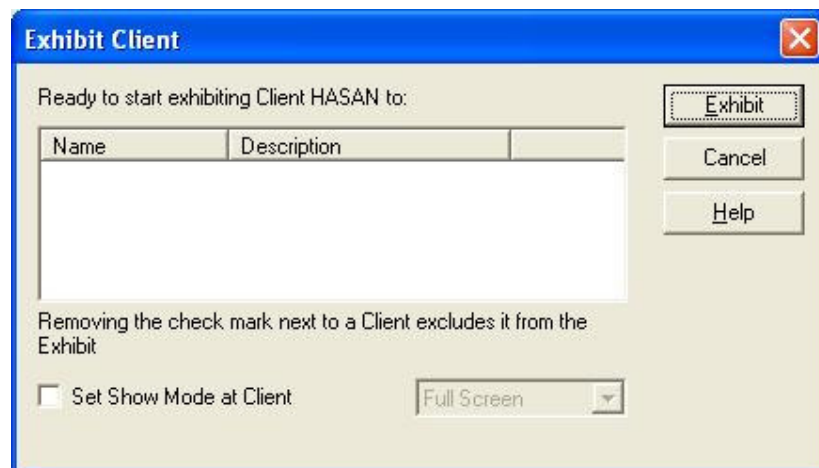 Exhibit Client
Ready to start exhibiting Client HASAN to:
Exhibit
Name Description
Cancel
Help
Removing the check mark next to a Client excludes it from the
Exhibit
Set Show Mode at Client Full Screen